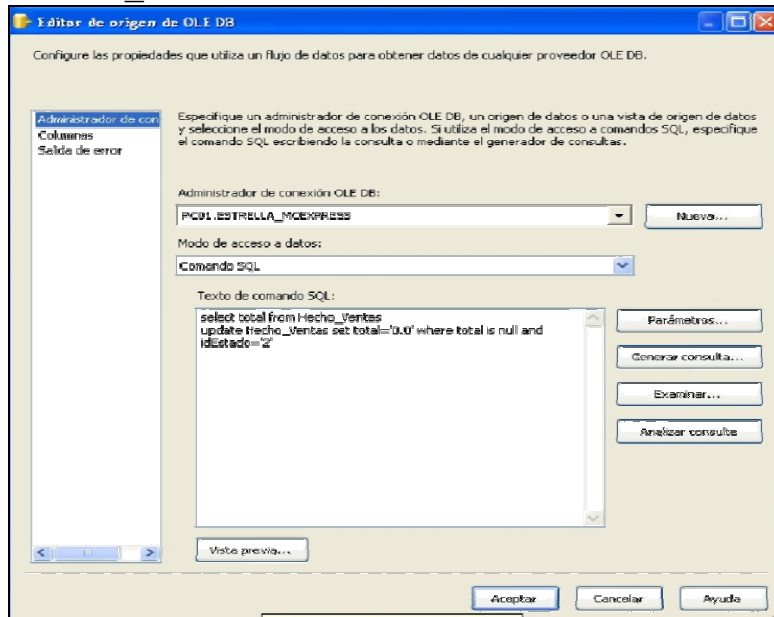 Editor de origen de OLE DB
Configure las propiedades que utiliza un flujo de datos para obtener datos de cualquier proveedor OLE DB.
Administrador de con
Columnas
Salida de error
Especifique un administrador de conexión OLE DB, un origen de datos o una vista de origen de datos
y seleccione el modo de acceso a los datos. Si utiliza el modo de acceso a comandos SQL, especifique
el comando SQL escribiendo la consulta o mediante el generador de consultas.
Administrador de conexión OLE DB:
PC01.ESTRELLA_MCEXPRESS
Nueva...
Modo de acceso a datos:
Comando SQL
Texto de comando SQL:
select total from Hecho_Ventas
update Hecho_Ventas set total='0.0' where total is null and
idEstado='2'
Parámetros...
Generar consulta...
Examinar...
Analizar consulta
Vista previa...
Aceptar
Cancelar
Ayuda